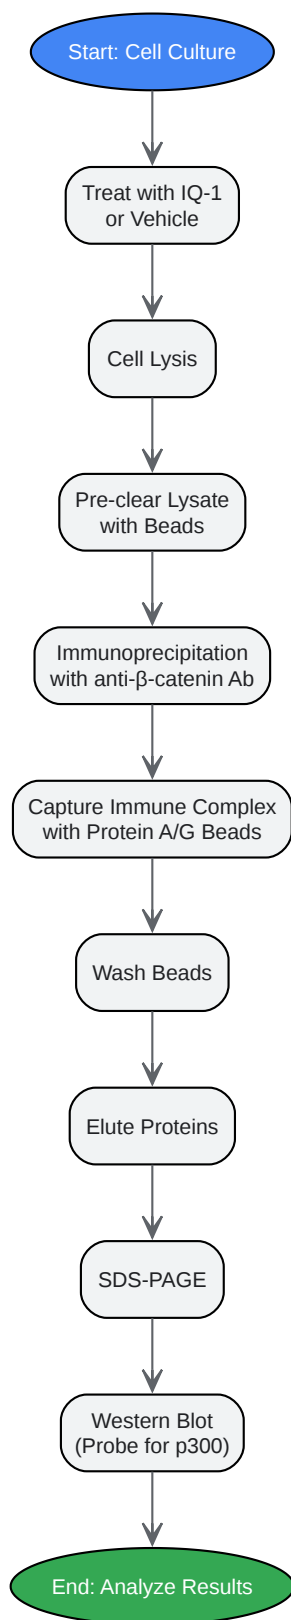 Start: Cell Culture
Treat with IQ-1
or Vehicle
Cell Lysis
Pre-clear Lysate
with Beads
Immunoprecipitation
with anti-β-catenin Ab
Capture Immune Complex
with Protein A/G Beads
Wash Beads
Elute Proteins
SDS-PAGE
Western Blot
(Probe for p300)
End: Analyze Results